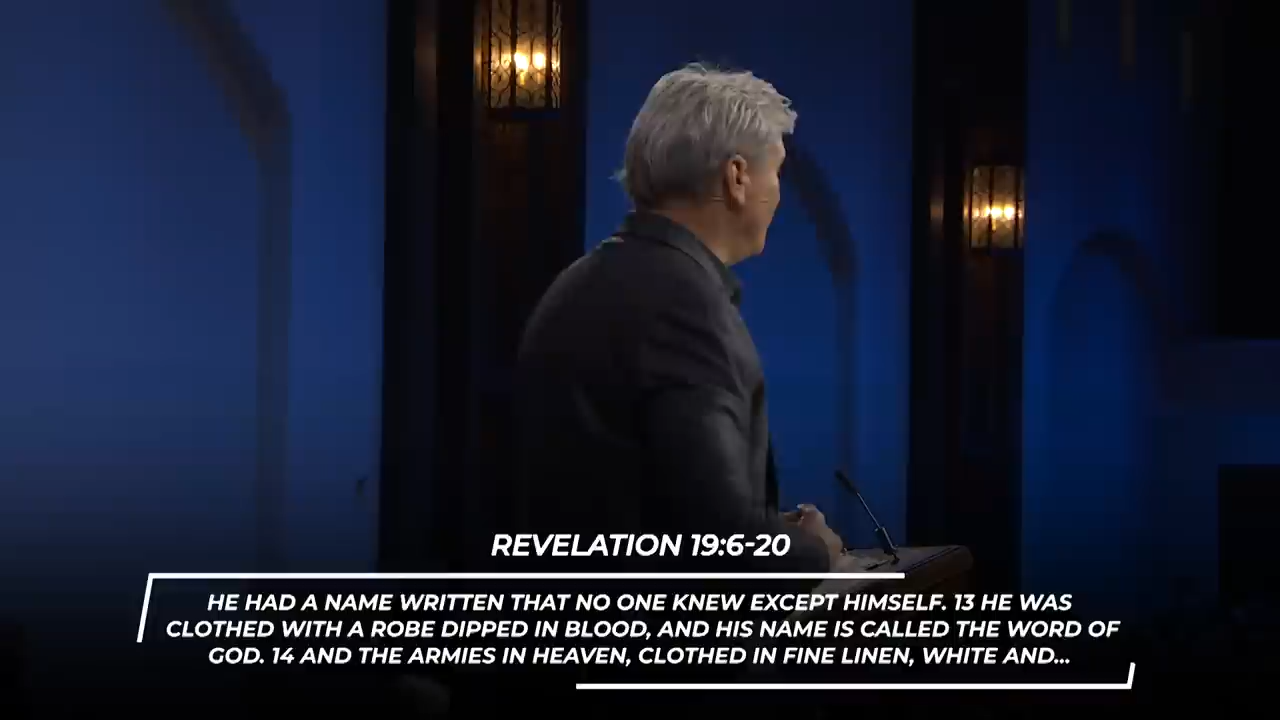 REVELATION 19:6-20
HE HAD A NAME WRITTEN THAT NO ONE KNEW EXCEPT HIMSELF. 13 HE WAS
CLOTHED WITH A ROBE DIPPED IN BLOOD, AND HIS NAME IS CALLED THE WORD OF
GOD. 14 AND THE ARMIES IN HEAVEN, CLOTHED IN FINE LINEN, WHITE AND...